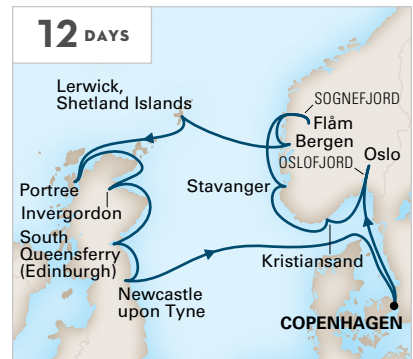 12 DAYS
Lerwick,
Shetland Islands
SOGNEFJORD
Flåm
Bergen
OSLOFJORD
Oslo
Portree
Stavanger
Invergordon
South
Queensferry
(Edinburgh)
Kristiansand
Newcastle
upon Tyne
COPENHAGEN